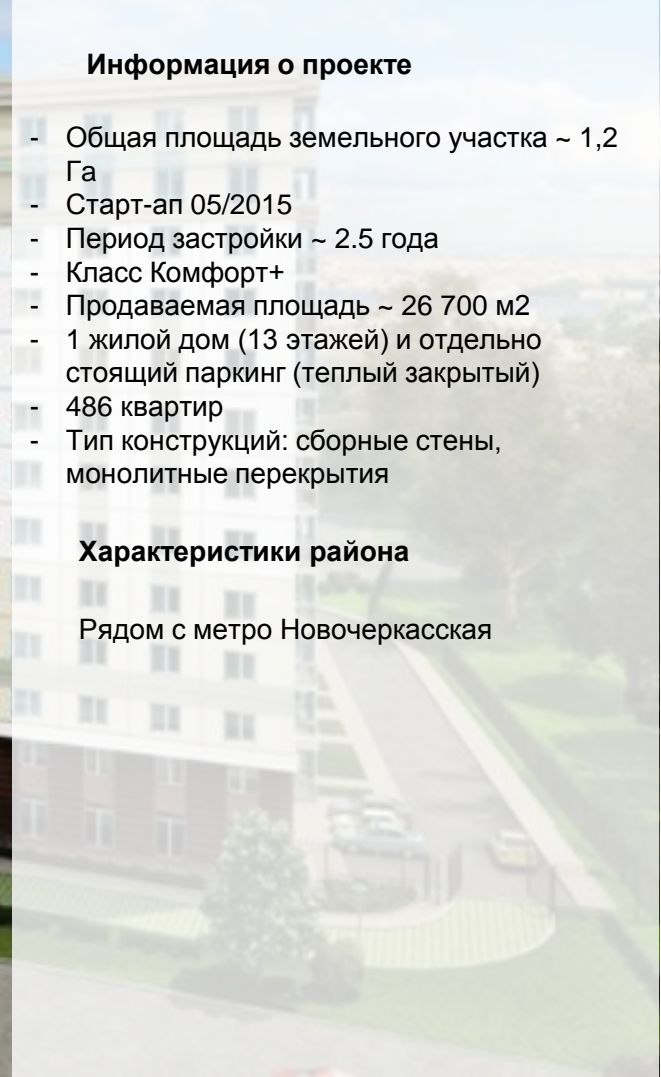 Информация о проекте
- Общая площадь земельного участка ~ 1,2
Га
- Старт-ап 05/2015
- Период застройки ~ 2.5 года
- Класс Комфорт+
- Продаваемая площадь ~ 26 700 м2
- 1 жилой дом (13 этажей) и отдельно
стоящий паркинг (теплый закрытый)
- 486 квартир
- Тип конструкций: сборные стены,
монолитные перекрытия
Характеристики района
Рядом с метро Новочеркасская